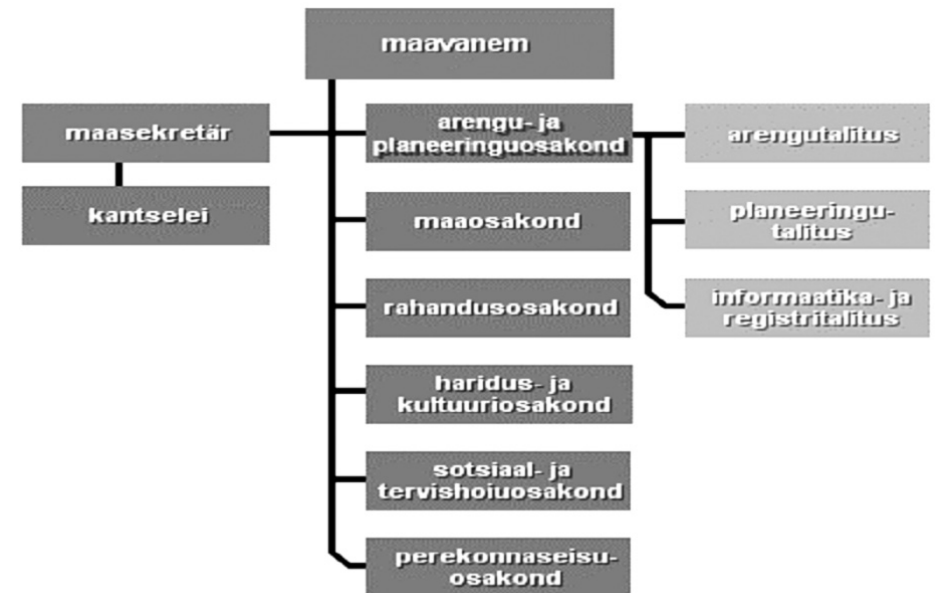 maavanem
maasekretär
kantselei
arengu- ja
planeeringuosakond
maaosakond
rahandusosakond
haridus- ja
kultuuriosakond
sotsiaal- ja
tervishoiuosakond
perekonnaseisu-
osakond
arengutalitus
planeeringu-
talitus
informaatika- ja
registritalitus